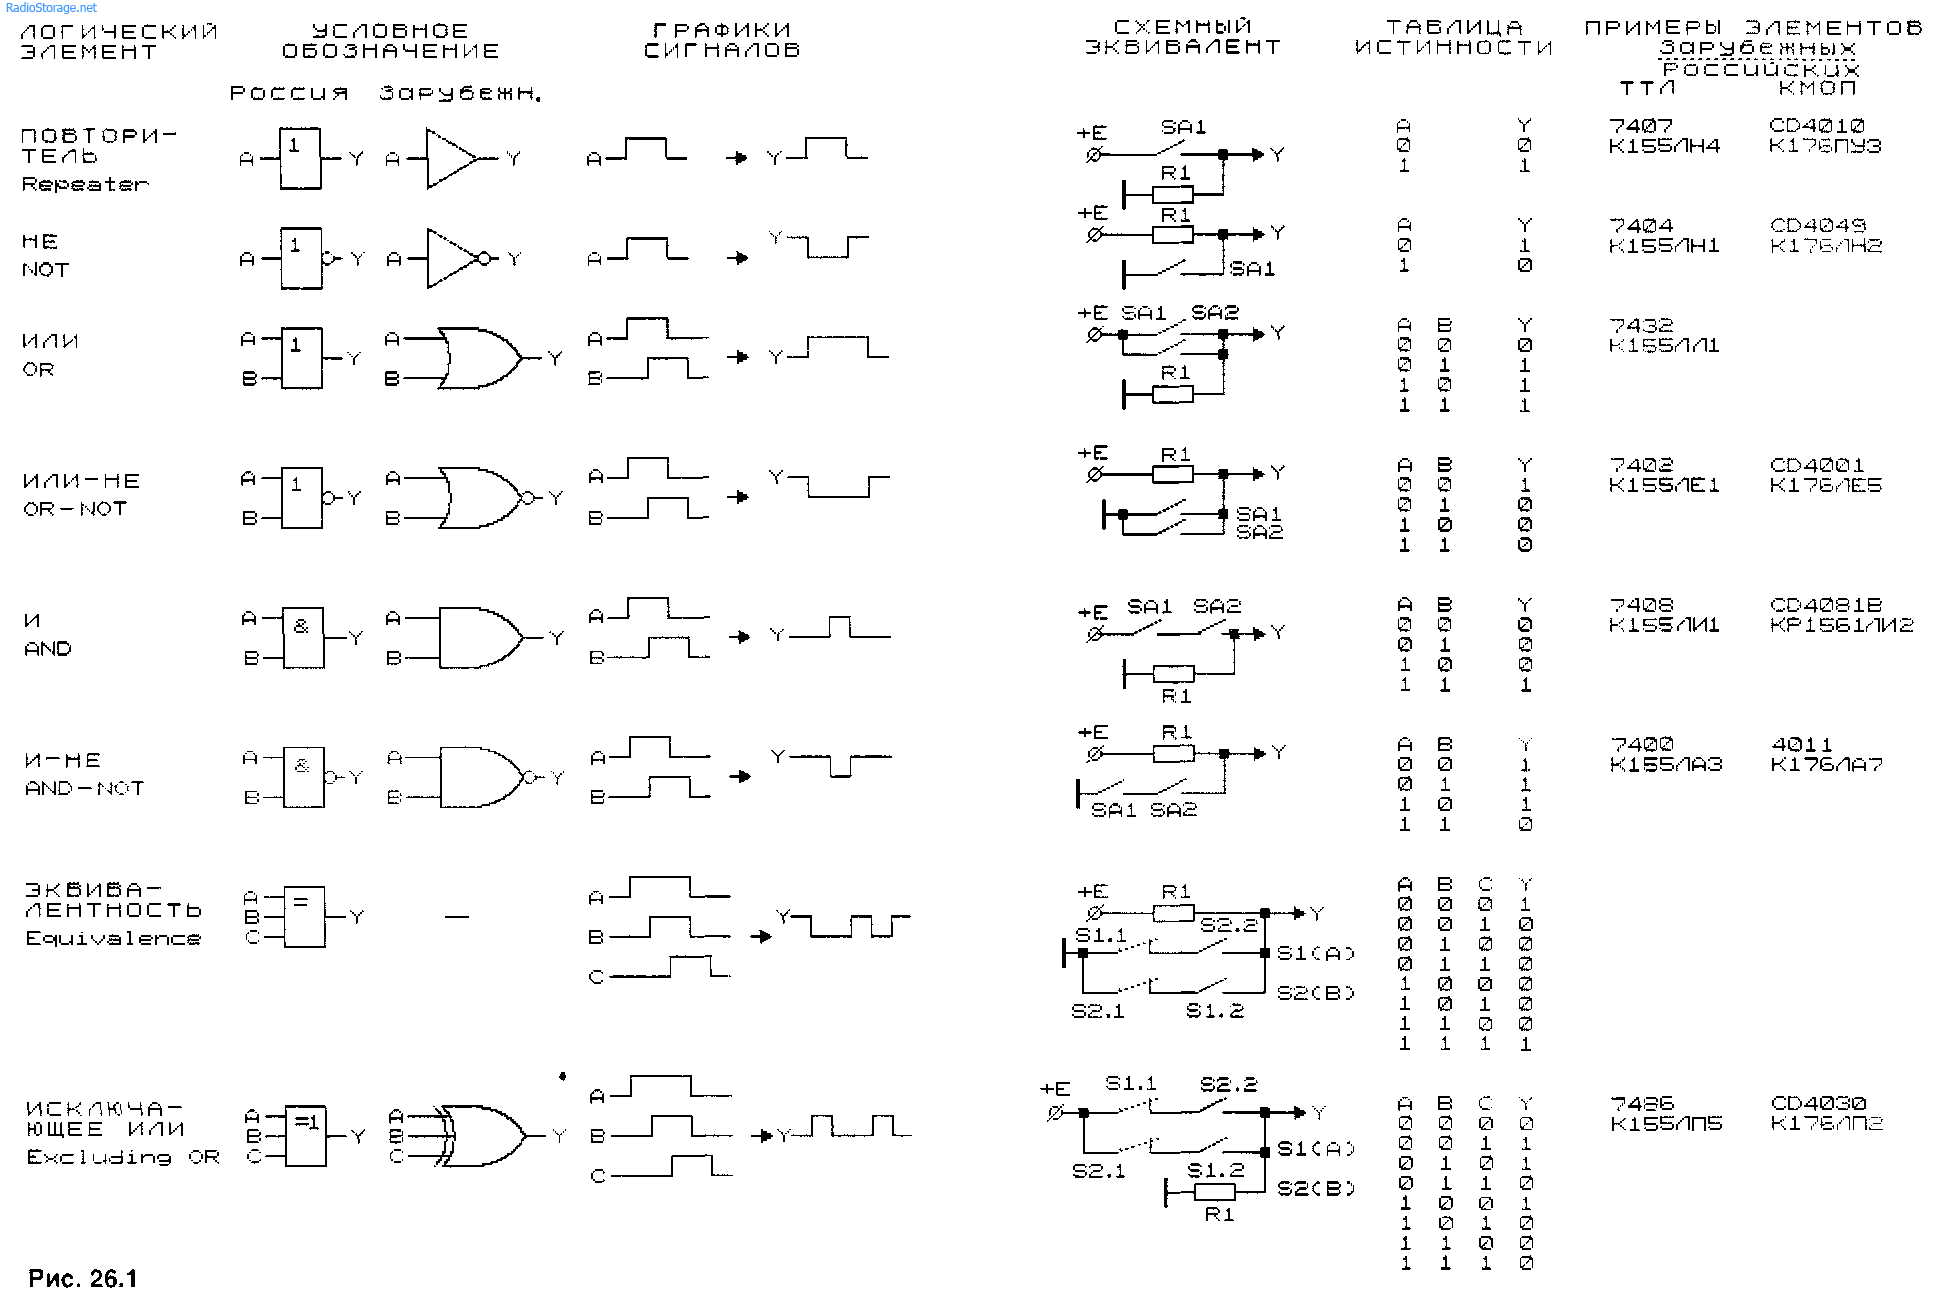 RadioStorage.net
ЛОГИЧЕСКИЙ ЭЛЕМЕНТ
УСЛОВНОЕ ОБОЗНАЧЕНИЕ
Россия Зарубежн.
ГРАФИКИ СИГНАЛОВ
СХЕМНЫЙ ЭКВИВАЛЕНТ
ТАБЛИЦА ИСТИННОСТИ
ПРИМЕРЫ ЭЛЕМЕНТОВ
Зарубежных
Российских
ТТЛ КМОП
ПОВТОРИ-
ТЕЛЬ
Repeater
A 1 Y A Y A Y
+E SA1 Y R1
A Y
0 0
1 1
7407 CD4010
К155ЛН4 К176ПУ3
НЕ
NOT
A 1 Y A Y A Y
+E R1 Y SA1
A Y
0 1
1 0
7404 CD4049
К155ЛН1 К176ЛН2
ИЛИ
OR
A B 1 Y A B Y A B Y
+E SA1 SA2 Y R1
A B Y
0 0 0
0 1 1
1 0 1
1 1 1
7432
К155ЛЛ1
ИЛИ-НЕ
OR-NOT
A B 1 Y A B Y A B Y
+E R1 Y SA1 SA2
A B Y
0 0 1
0 1 0
1 0 0
1 1 0
7402 CD4001
К155ЛЕ1 К176ЛЕ5
И
AND
A B & Y A B Y A B Y
+E SA1 SA2 Y R1
A B Y
0 0 0
0 1 0
1 0 0
1 1 1
7408 CD4081B
К155ЛИ1 КР1561ЛИ2
И-НЕ
AND-NOT
A B & Y A B Y A B Y
+E R1 Y SA1 SA2
A B Y
0 0 1
0 1 1
1 0 1
1 1 0
7400 4011
К155ЛА3 К176ЛА7
ЭКВИВА-
ЛЕНТНОСТЬ
Equivalence
A B C = Y — A B C Y
+E R1 Y S1.1 S2.2 S1(A) S2(B) S2.1 S1.2
A B C Y
0 0 0 1
0 0 1 0
0 1 0 0
0 1 1 0
1 0 0 0
1 0 1 0
1 1 0 0
1 1 1 1
ИСКЛЮЧА-
ЮЩЕЕ ИЛИ
Excluding OR
A B C =1 Y A B C Y A B C Y
+E S1.1 S2.2 Y S1(A) S2.1 S1.2 S2(B) R1
A B C Y
0 0 0 0
0 0 1 1
0 1 0 1
0 1 1 0
1 0 0 1
1 0 1 0
1 1 0 0
1 1 1 0
7486 CD4030
К155ЛП5 К176ЛП2
Рис. 26.1